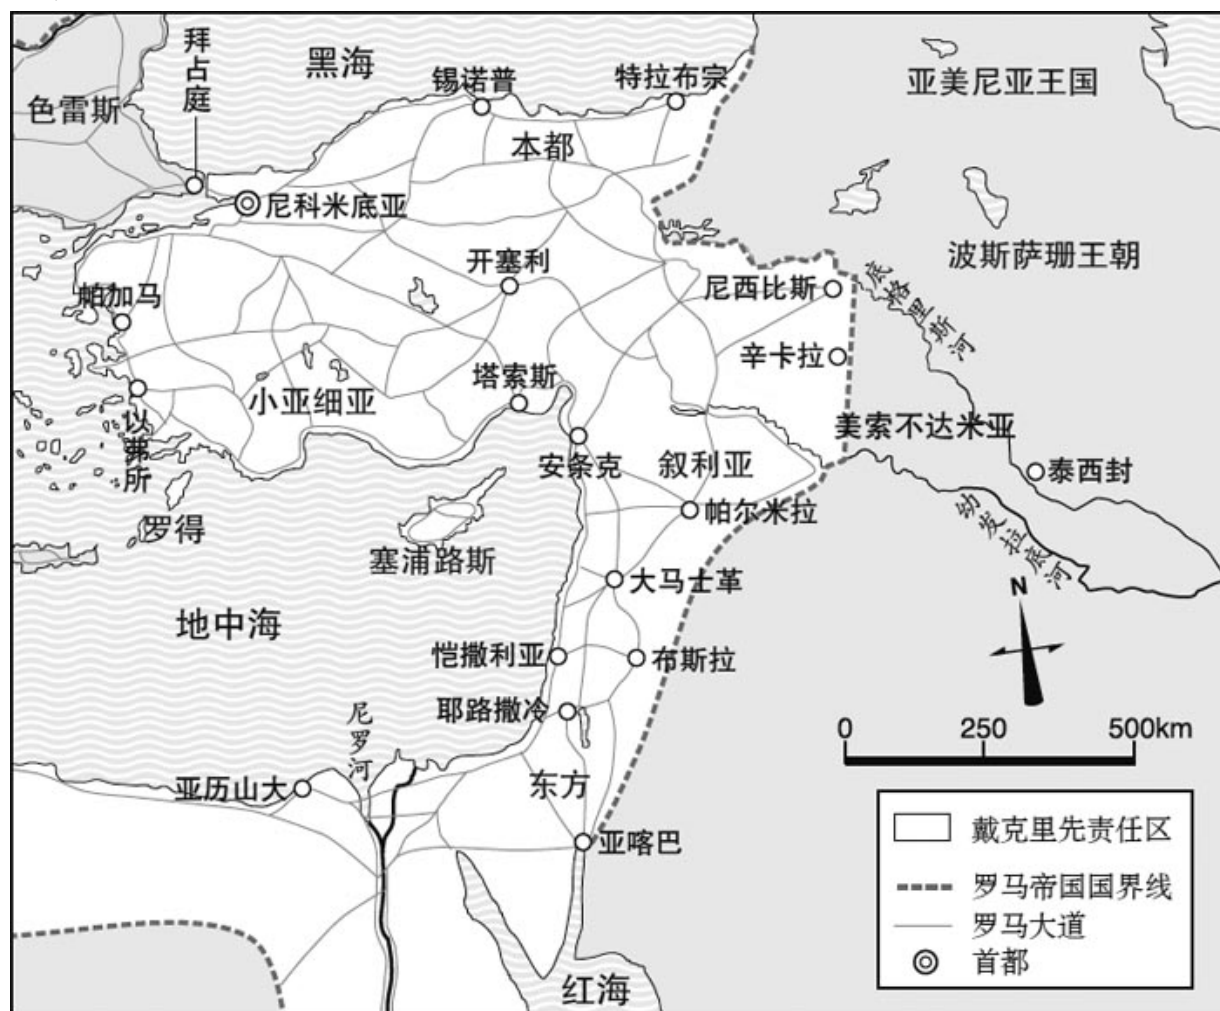 黑海
拜占庭
色雷斯
锡诺普
特拉布宗
亚美尼亚王国
本都
尼科米底亚
波斯萨珊王朝
开塞利
尼西比斯
底格里斯河
帕加马
辛卡拉
塔索斯
小亚细亚
以弗所
美索不达米亚
安条克
叙利亚
泰西封
帕尔米拉
幼发拉底河
罗得
塞浦路斯
大马士革
N
地中海
恺撒利亚
布斯拉
耶路撒冷
尼罗河
0 250 500km
亚历山大
东方
亚喀巴
红海
戴克里先责任区
罗马帝国国界线
罗马大道
首都